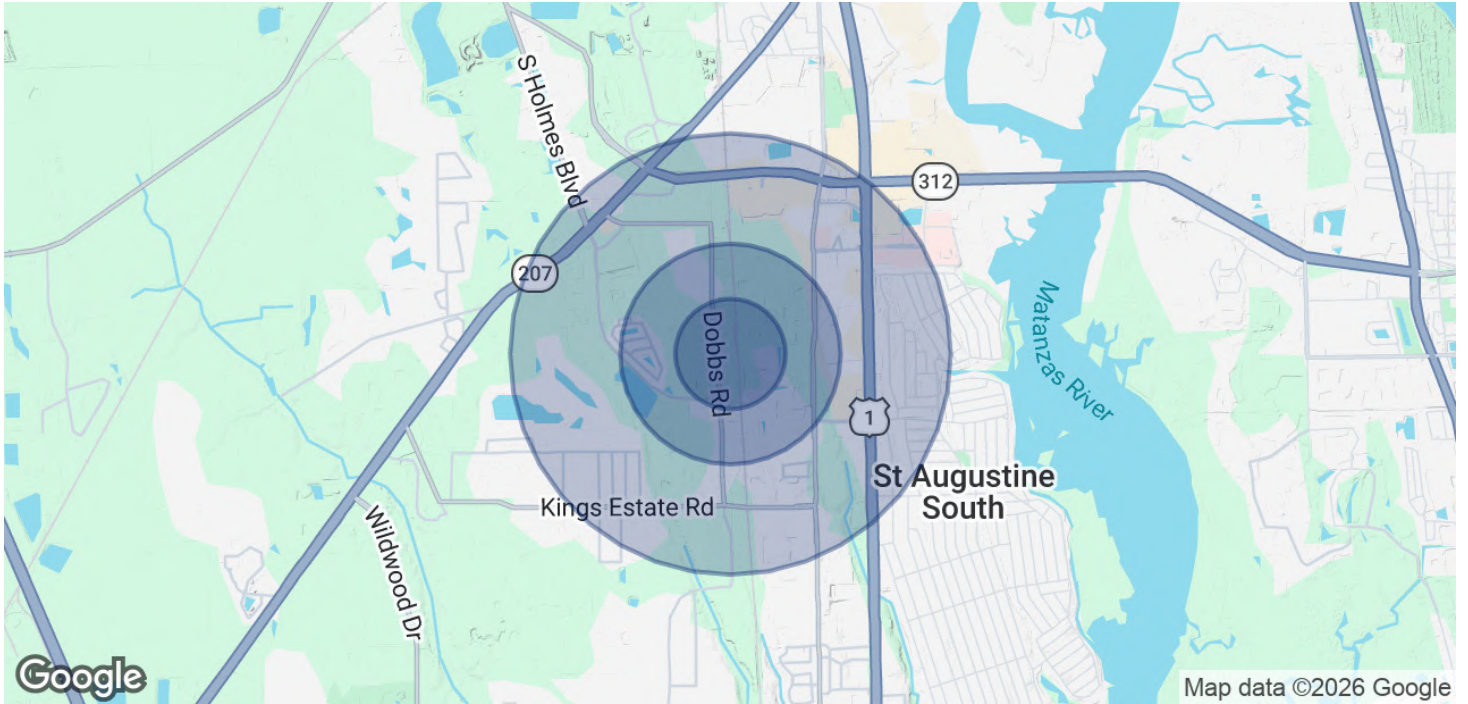 S Holmes Blvd
312
207
Dobbs Rd
Matanzas River
1
St Augustine
South
Kings Estate Rd
Wildwood Dr
Google
Map data ©2026 Google